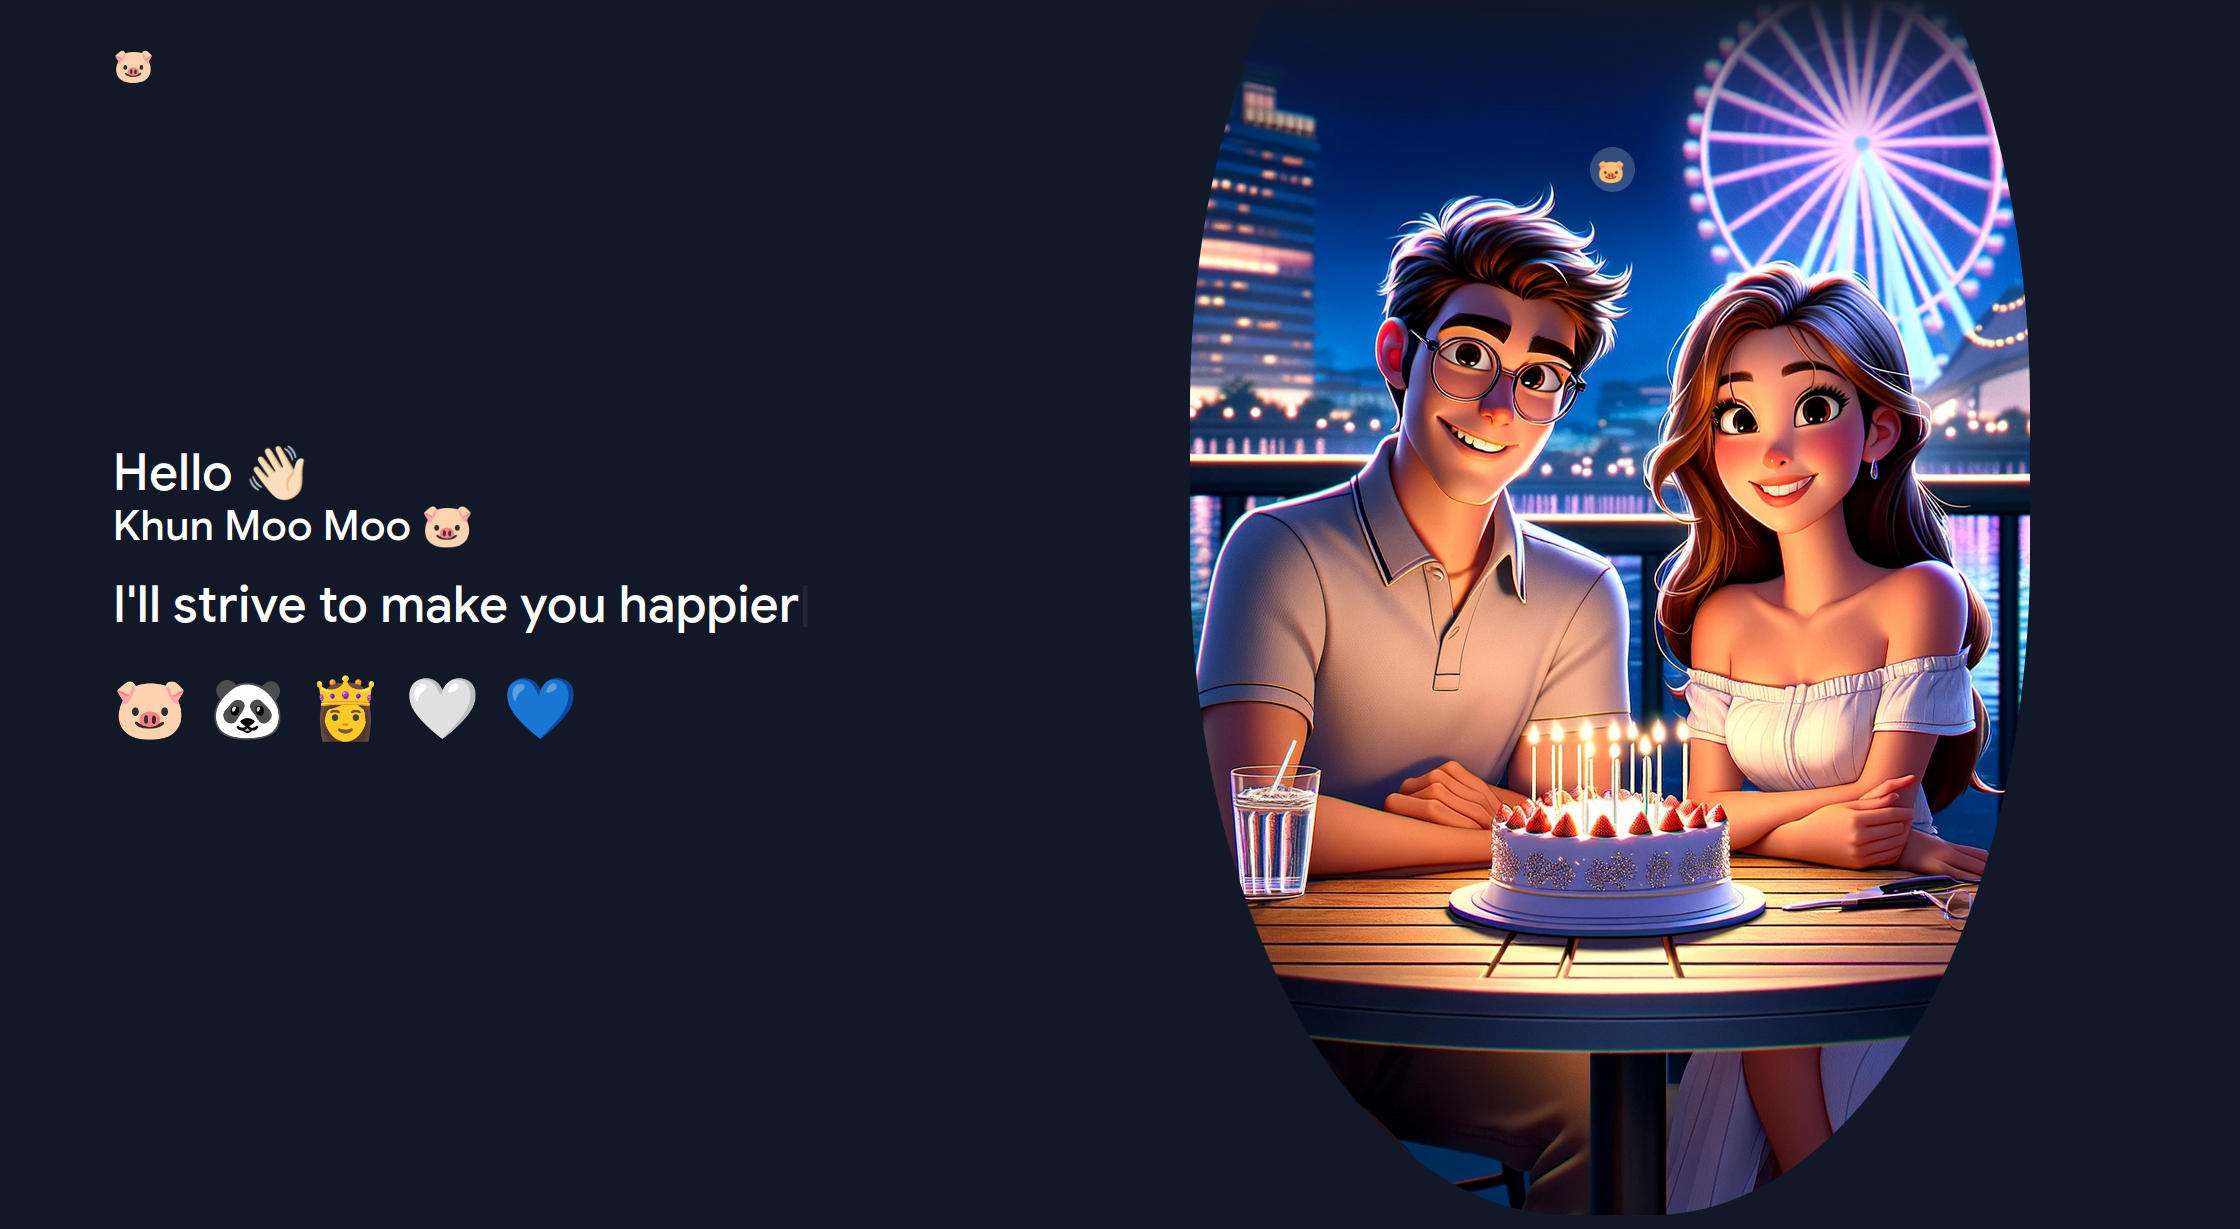 Hello 👋🏻
Khun Moo Moo 🐷
I'll strive to make you happier